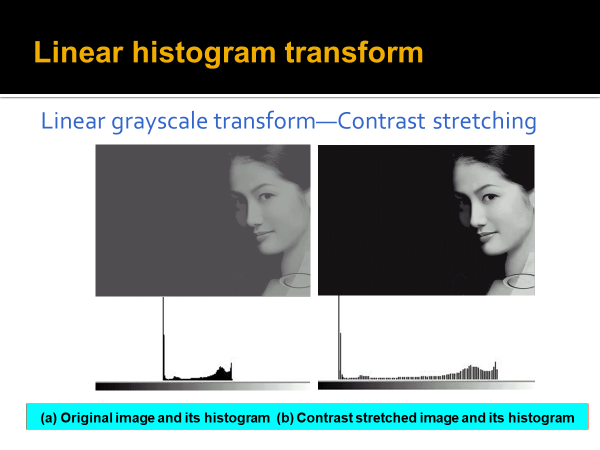 Linear histogram transform
Linear grayscale transform—Contrast stretching
(a) Original image and its histogram (b) Contrast stretched image and its histogram